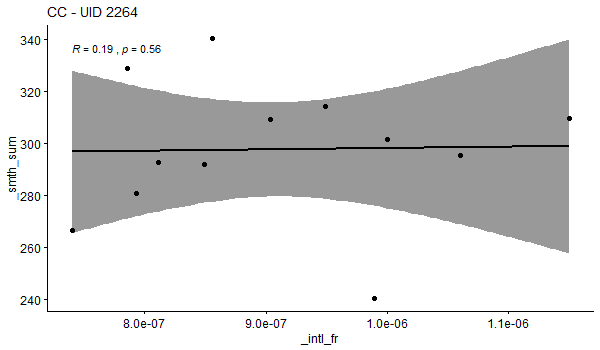 CC - UID 2264
R = 0.19 , p = 0.56
340
320
300
280
260
240
_smth_sum
8.0e-07 9.0e-07 1.0e-06 1.1e-06
_intl_fr